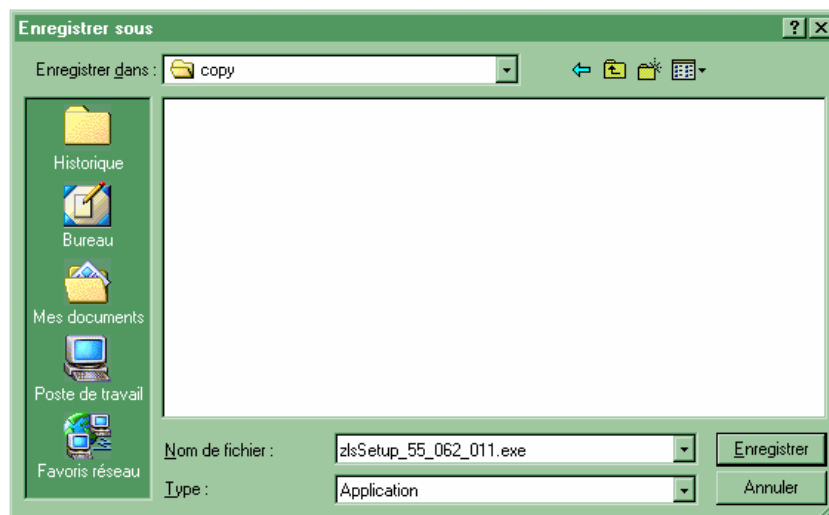 Enregistrer sous
Enregistrer dans : copy
Historique
Bureau
Mes documents
Poste de travail
Favoris réseau
Nom de fichier : zlsSetup_55_062_011.exe Enregistrer
Type : Application Annuler